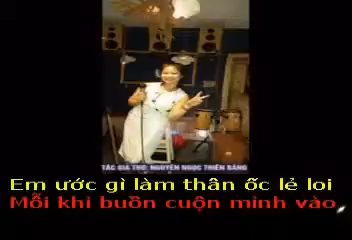 TÁC GIẢ THƠ: NGUYỄN NGỌC THIÊN BĂNG
Em ước gì làm thân ốc lẻ loi
Mỗi khi buồn cuộn minh vào